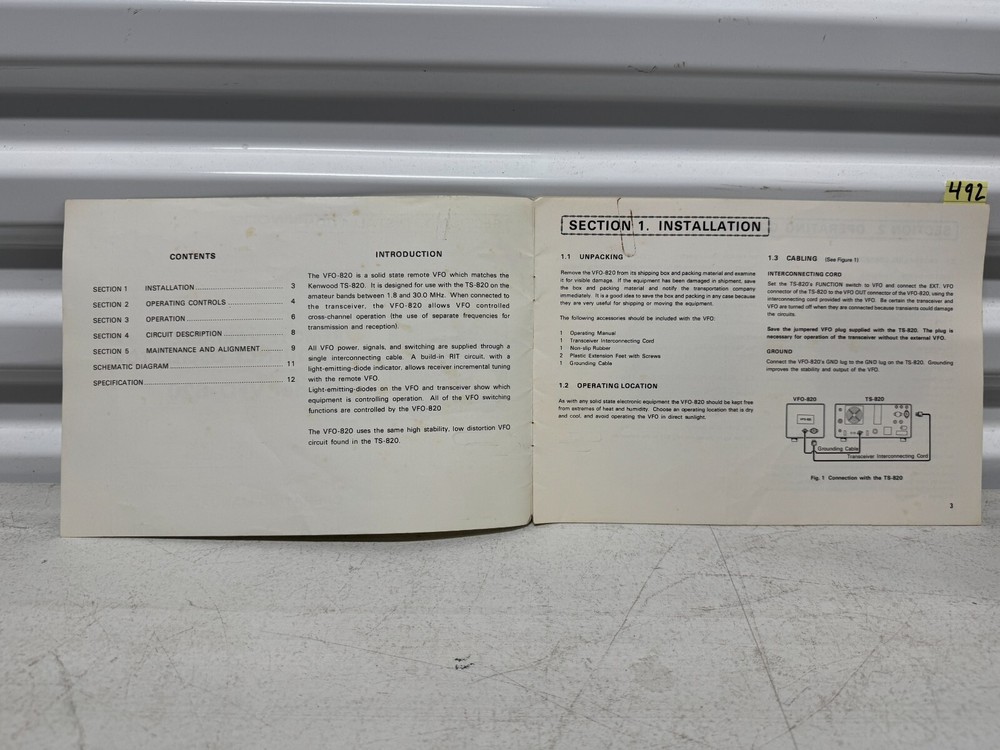 492
CONTENTS
SECTION 1 INSTALLATION 3
SECTION 2 OPERATING CONTROLS 4
SECTION 3 OPERATION 6
SECTION 4 CIRCUIT DESCRIPTION 8
SECTION 5 MAINTENANCE AND ALIGNMENT 9
SCHEMATIC DIAGRAM 11
SPECIFICATION 12
INTRODUCTION
The VFO-820 is a solid state remote VFO which matches the
Kenwood TS-820. It is designed for use with the TS-820 on the
amateur bands between 1.8 and 30.0 MHz. When connected to
the transceiver, the VFO-820 allows VFO controlled
cross-channel operation (the use of separate frequencies for
transmission and reception).
All VFO power, signals, and switching are supplied through a
single interconnecting cable. A build-in RIT circuit, with a
light-emitting-diode indicator, allows receiver incremental tuning
with the remote VFO.
Light-emitting-diodes on the VFO and transceiver show which
equipment is controlling operation. All of the VFO switching
functions are controlled by the VFO-820
The VFO-820 uses the same high stability, low distortion VFO
circuit found in the TS-820.
SECTION 1. INSTALLATION
1.1 UNPACKING
Remove the VFO-820 from its shipping box and packing material and examine
it for visible damage. If the equipment has been damaged in shipment, save
the box and packing material and notify the transportation company
immediately. It is a good idea to save the box and packing in any case because
they are very useful for shipping or moving the equipment.
The following accessories should be included with the VFO:
1 Operating Manual
1 Transceiver Interconnecting Cord
1 Non-slip Rubber
2 Plastic Extension Feet with Screws
1 Grounding Cable
1.2 OPERATING LOCATION
As with any solid state electronic equipment the VFO-820 should be kept free
from extremes of heat and humidity. Choose an operating location that is dry
and cool, and avoid operating the VFO in direct sunlight.
1.3 CABLING (See Figure 1)
INTERCONNECTING CORD
Set the TS-820's FUNCTION switch to VFO and connect the EXT. VFO
connector of the TS-820 to the VFO OUT connector of the VFO-820, using the
interconnecting cord provided with the VFO. Be certain the transceiver and
VFO are turned off when they are connected because transients could damage
the circuits.
Save the jumpered VFO plug supplied with the TS-820. The plug is
necessary for operation of the transceiver without the external VFO.
GROUND
Connect the VFO-820's GND lug to the GND lug on the TS-820. Grounding
improves the stability and output of the VFO.
VFO-820 TS-820
Grounding Cable
Transceiver Interconnecting Cord
Fig. 1 Connection with the TS-820
3